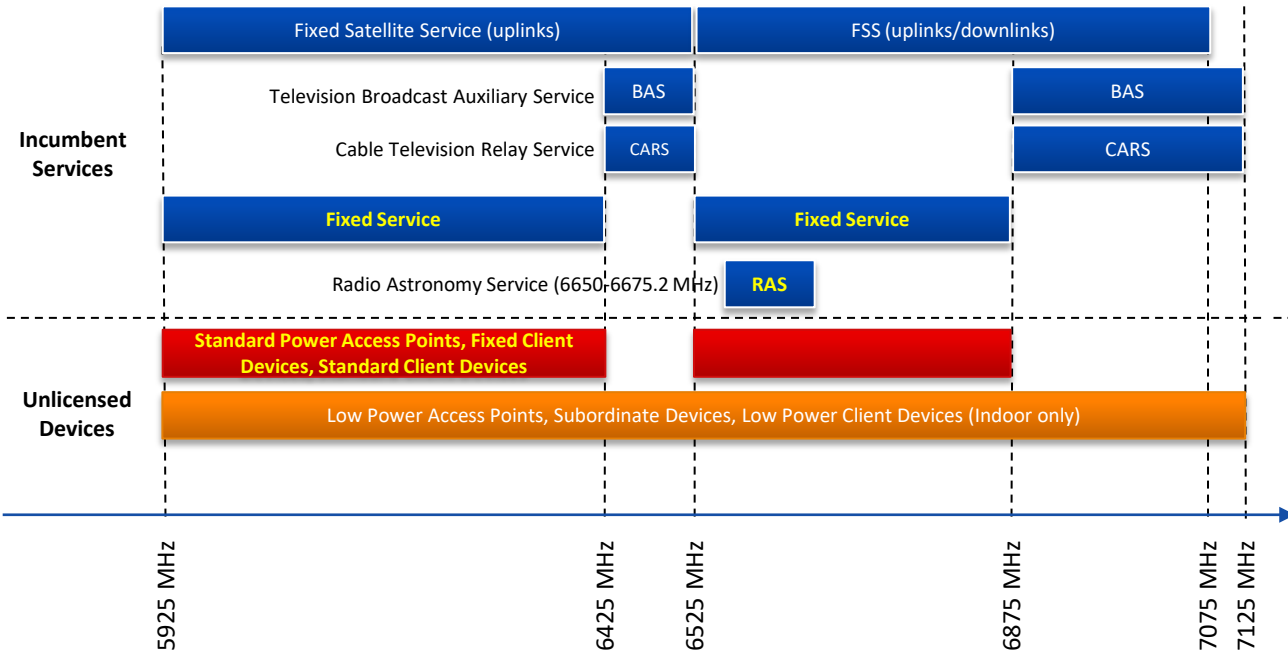 Fixed Satellite Service (uplinks)
FSS (uplinks/downlinks)
Television Broadcast Auxiliary Service
BAS
BAS
Incumbent
Services
Cable Television Relay Service
CARS
CARS
Fixed Service
Fixed Service
Radio Astronomy Service (6650-6675.2 MHz)
RAS
Standard Power Access Points, Fixed Client
Devices, Standard Client Devices
Unlicensed
Devices
Low Power Access Points, Subordinate Devices, Low Power Client Devices (Indoor only)
5925 MHz
6425 MHz
6525 MHz
6875 MHz
7075 MHz
7125 MHz